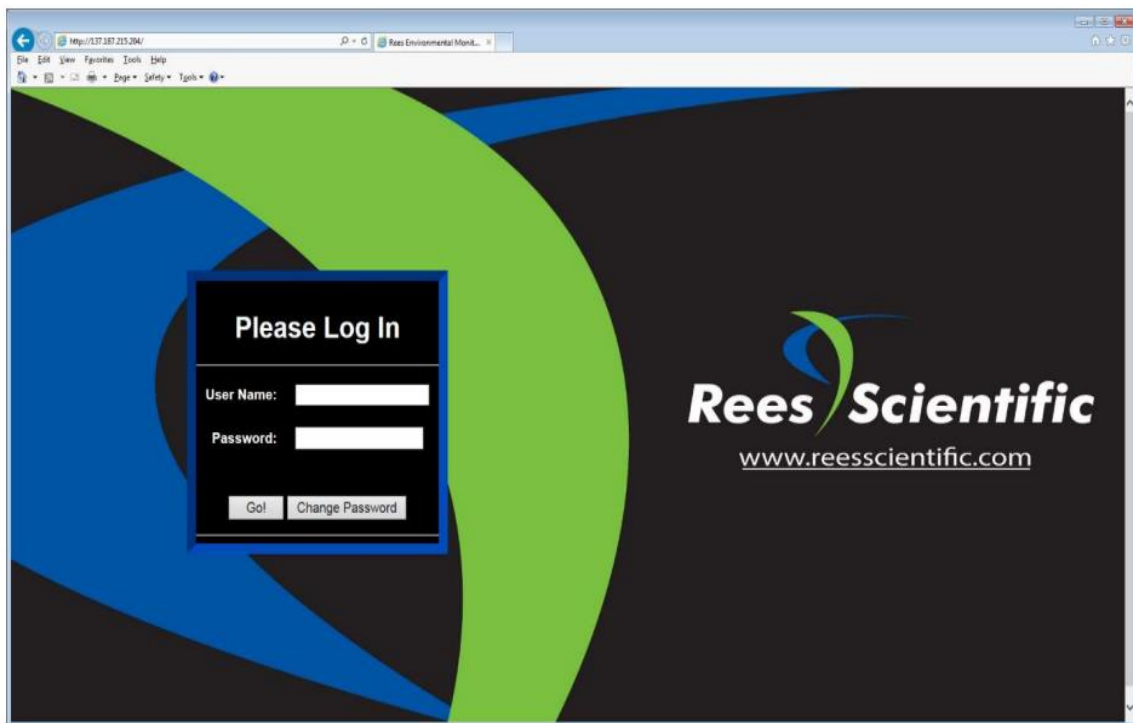 http://137.187.215.204/
Rees Environmental Monit...
File Edit View Favorites Tools Help
Page Safety Tools
Please Log In
User Name:
Password:
Go! Change Password
Rees Scientific
www.reesscientific.com